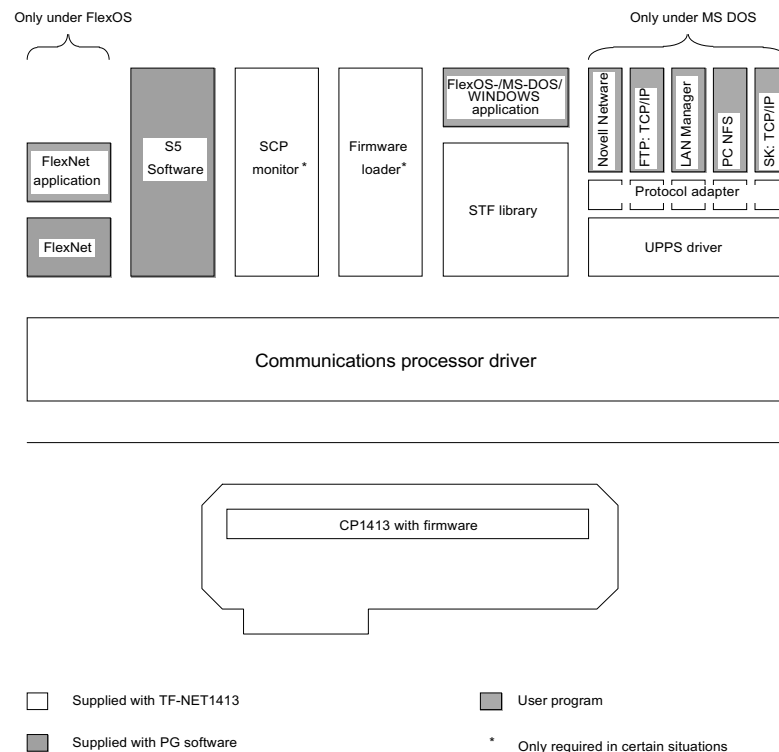 Only under FlexOS
Only under MS DOS
FlexNet
application
FlexNet
S5
Software
SCP
monitor *
Firmware
loader *
FlexOS-/MS-DOS/
WINDOWS
application
STF library
Novell Netware
FTP: TCP/IP
LAN Manager
PC NFS
SK: TCP/IP
Protocol adapter
UPPS driver
Communications processor driver
CP1413 with firmware
Supplied with TF-NET1413
User program
Supplied with PG software
* Only required in certain situations